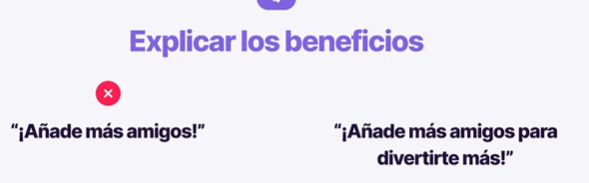 Explicar los beneficios
“¡Añade más amigos!”
“¡Añade más amigos para
divertirte más!”